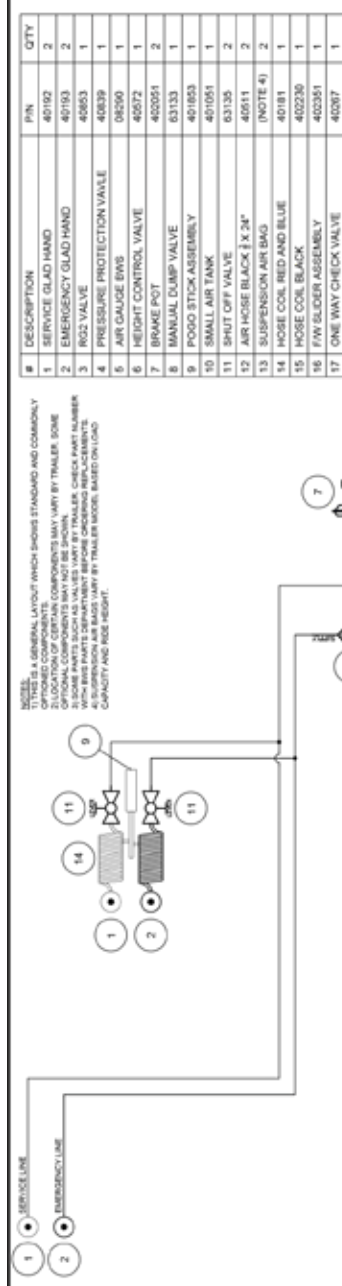 # DESCRIPTION P/N QTY
1 SERVICE GLAD HAND 40192 2
2 EMERGENCY GLAD HAND 40193 2
3 RG2 VALVE 40853 1
4 PRESSURE PROTECTION VAVLE 40839 1
5 AIR GAUGE BWS 08290 1
6 HEIGHT CONTROL VALVE 40572 1
7 BRAKE POT 402051 2
8 MANUAL DUMP VALVE 63133 1
9 POGO STICK ASSEMBLY 401853 1
10 SMALL AIR TANK 401051 1
11 SHUT OFF VALVE 63135 2
12 AIR HOSE BLACK X 24" 40511 2
13 SUSPENSION AIR BAG (NOTE 4) 2
14 HOSE COIL RED AND BLUE 40181 1
15 HOSE COIL BLACK 402230 1
16 F/W SLIDER ASSEMBLY 402351 1
17 ONE WAY CHECK VALVE 40267 1
NOTES:
1) THIS IS A GENERAL LAYOUT WHICH SHOWS STANDARD AND COMMONLY
OPTIONED COMPONENTS.
2) LOCATION OF CERTAIN COMPONENTS MAY VARY BY TRAILER. SOME
OPTIONAL COMPONENTS MAY NOT BE SHOWN.
3) SOME PARTS SUCH AS VALVES VARY BY TRAILER. CHECK PART NUMBER
WITH BWS PARTS DEPARTMENT BEFORE ORDERING REPLACEMENTS.
4) SUSPENSION AIR BAGS VARY BY TRAILER MODEL BASED ON LOAD
CAPACITY AND RIDE HEIGHT.
1
SERVICE LINE
2
EMERGENCY LINE
14
11
9
1
2
11
7